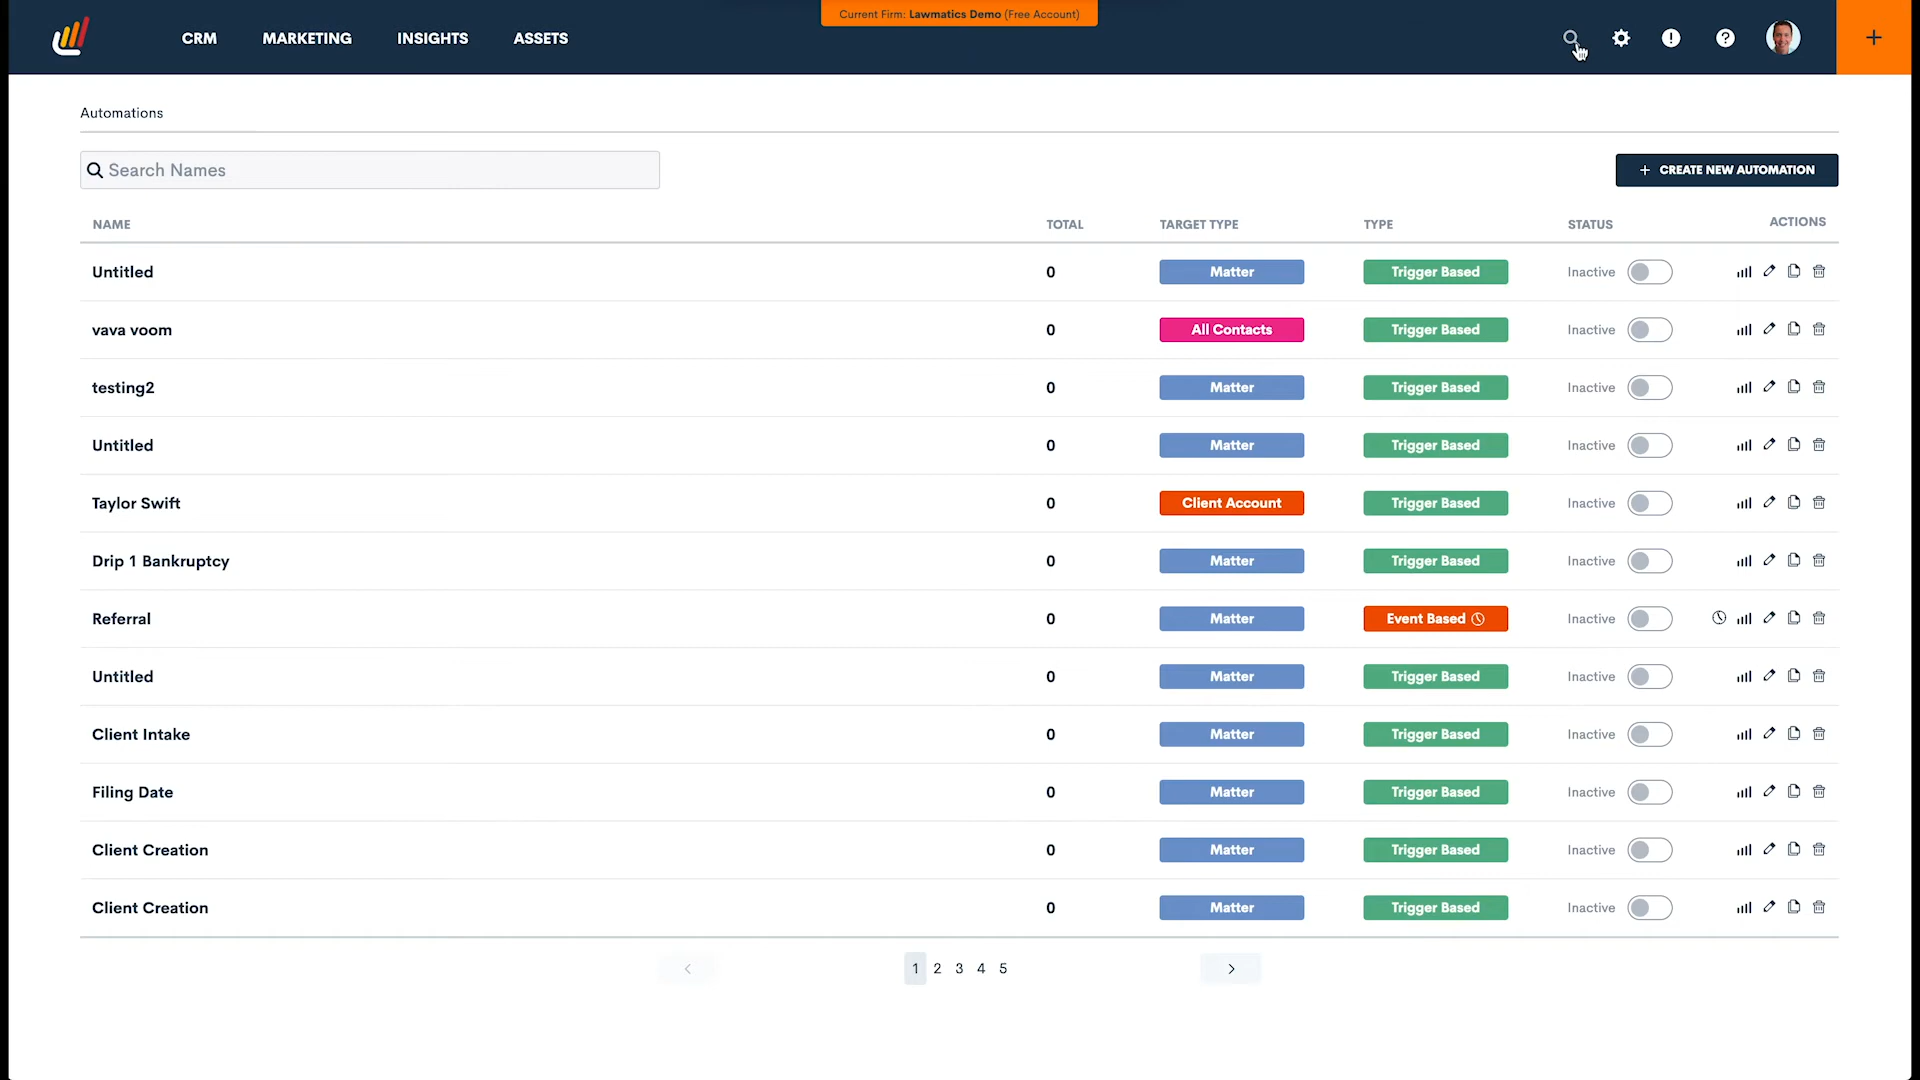 Current Firm: Lawmatics Demo (Free Account)
CRM MARKETING INSIGHTS ASSETS
Automations
Search Names
+ CREATE NEW AUTOMATION
NAME TOTAL TARGET TYPE TYPE STATUS ACTIONS
Untitled 0 Matter Trigger Based Inactive
vava voom 0 All Contacts Trigger Based Inactive
testing2 0 Matter Trigger Based Inactive
Untitled 0 Matter Trigger Based Inactive
Taylor Swift 0 Client Account Trigger Based Inactive
Drip 1 Bankruptcy 0 Matter Trigger Based Inactive
Referral 0 Matter Event Based Inactive
Untitled 0 Matter Trigger Based Inactive
Client Intake 0 Matter Trigger Based Inactive
Filing Date 0 Matter Trigger Based Inactive
Client Creation 0 Matter Trigger Based Inactive
Client Creation 0 Matter Trigger Based Inactive
1 2 3 4 5